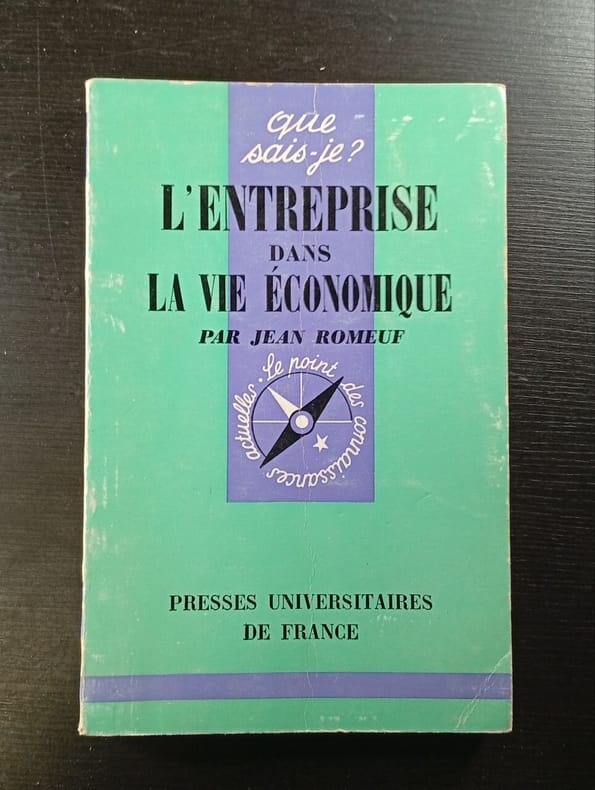 que
sais-je?
L'ENTREPRISE
DANS
LA VIE ÉCONOMIQUE
PAR JEAN ROMEUF
Le point des connaissances actuelles.
PRESSES UNIVERSITAIRES
DE FRANCE